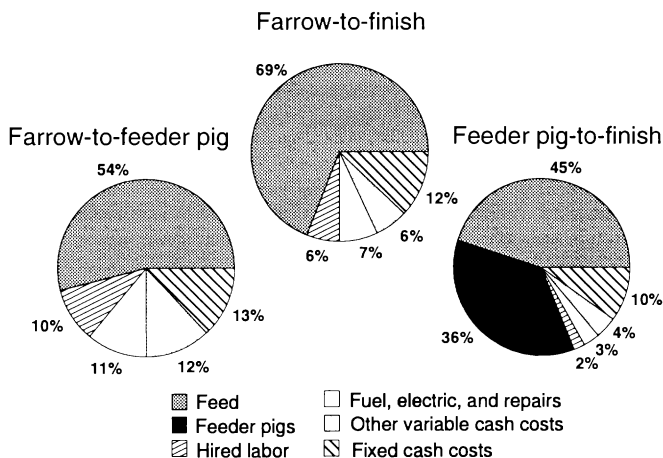 Farrow-to-finish
69%
12%
6%
7%
6%
Farrow-to-feeder pig
54%
13%
12%
11%
10%
Feeder pig-to-finish
45%
10%
4%
3%
2%
36%
Feed
Feeder pigs
Hired labor
Fuel, electric, and repairs
Other variable cash costs
Fixed cash costs